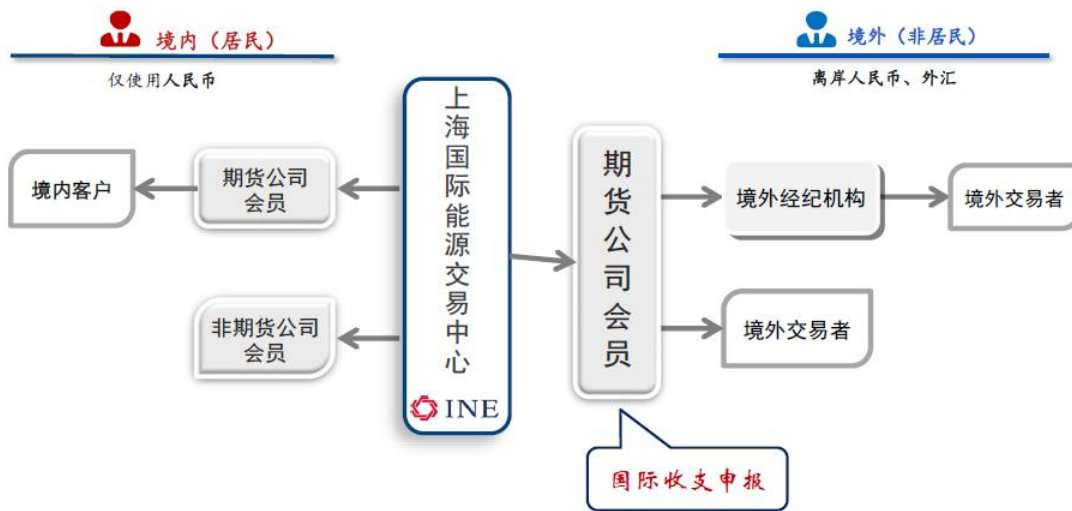 境内（居民）
仅使用人民币
境外（非居民）
离岸人民币、外汇
境内客户
期货公司
会员
非期货公司
会员
上海国际能源交易中心
INE
期货公司会员
境外经纪机构
境外交易者
境外交易者
国际收支申报